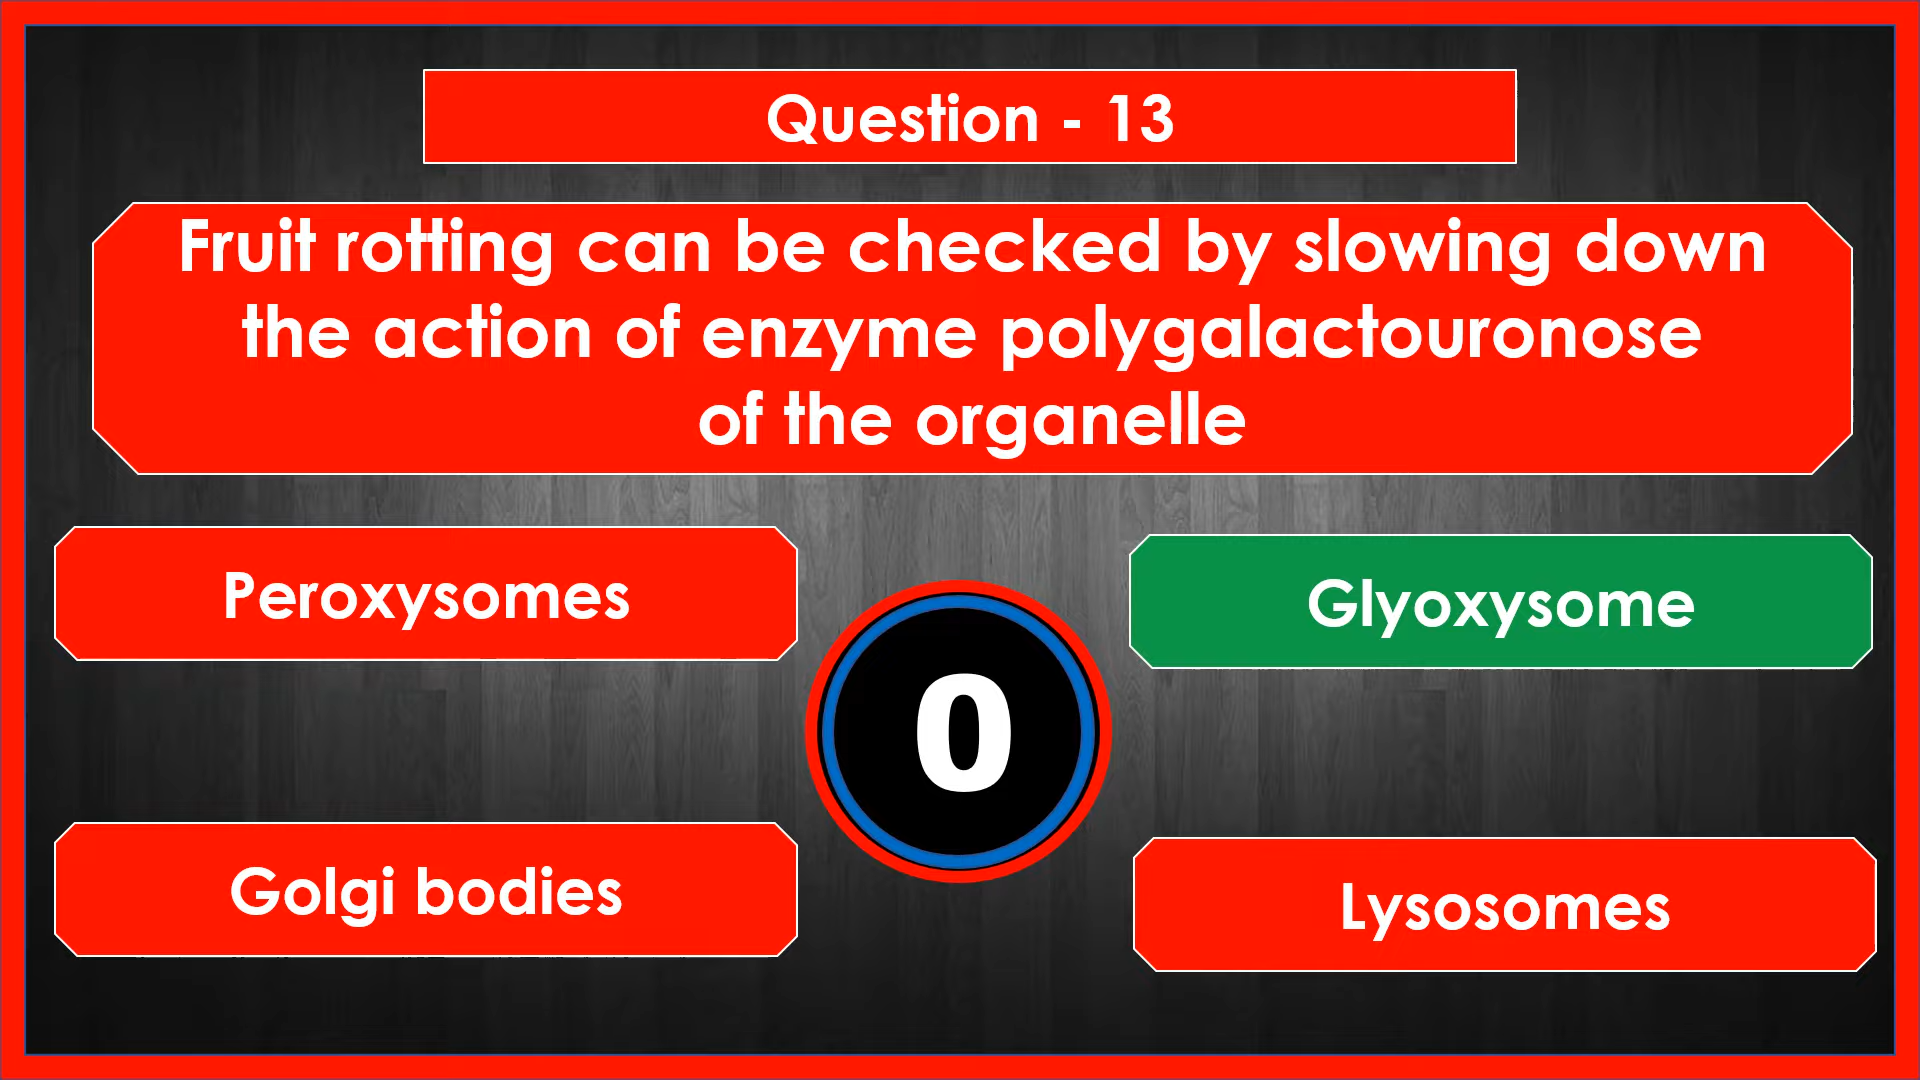 Question - 13
Fruit rotting can be checked by slowing down
the action of enzyme polygalactouronose
of the organelle
Peroxysomes
Glyoxysome
0
Golgi bodies
Lysosomes